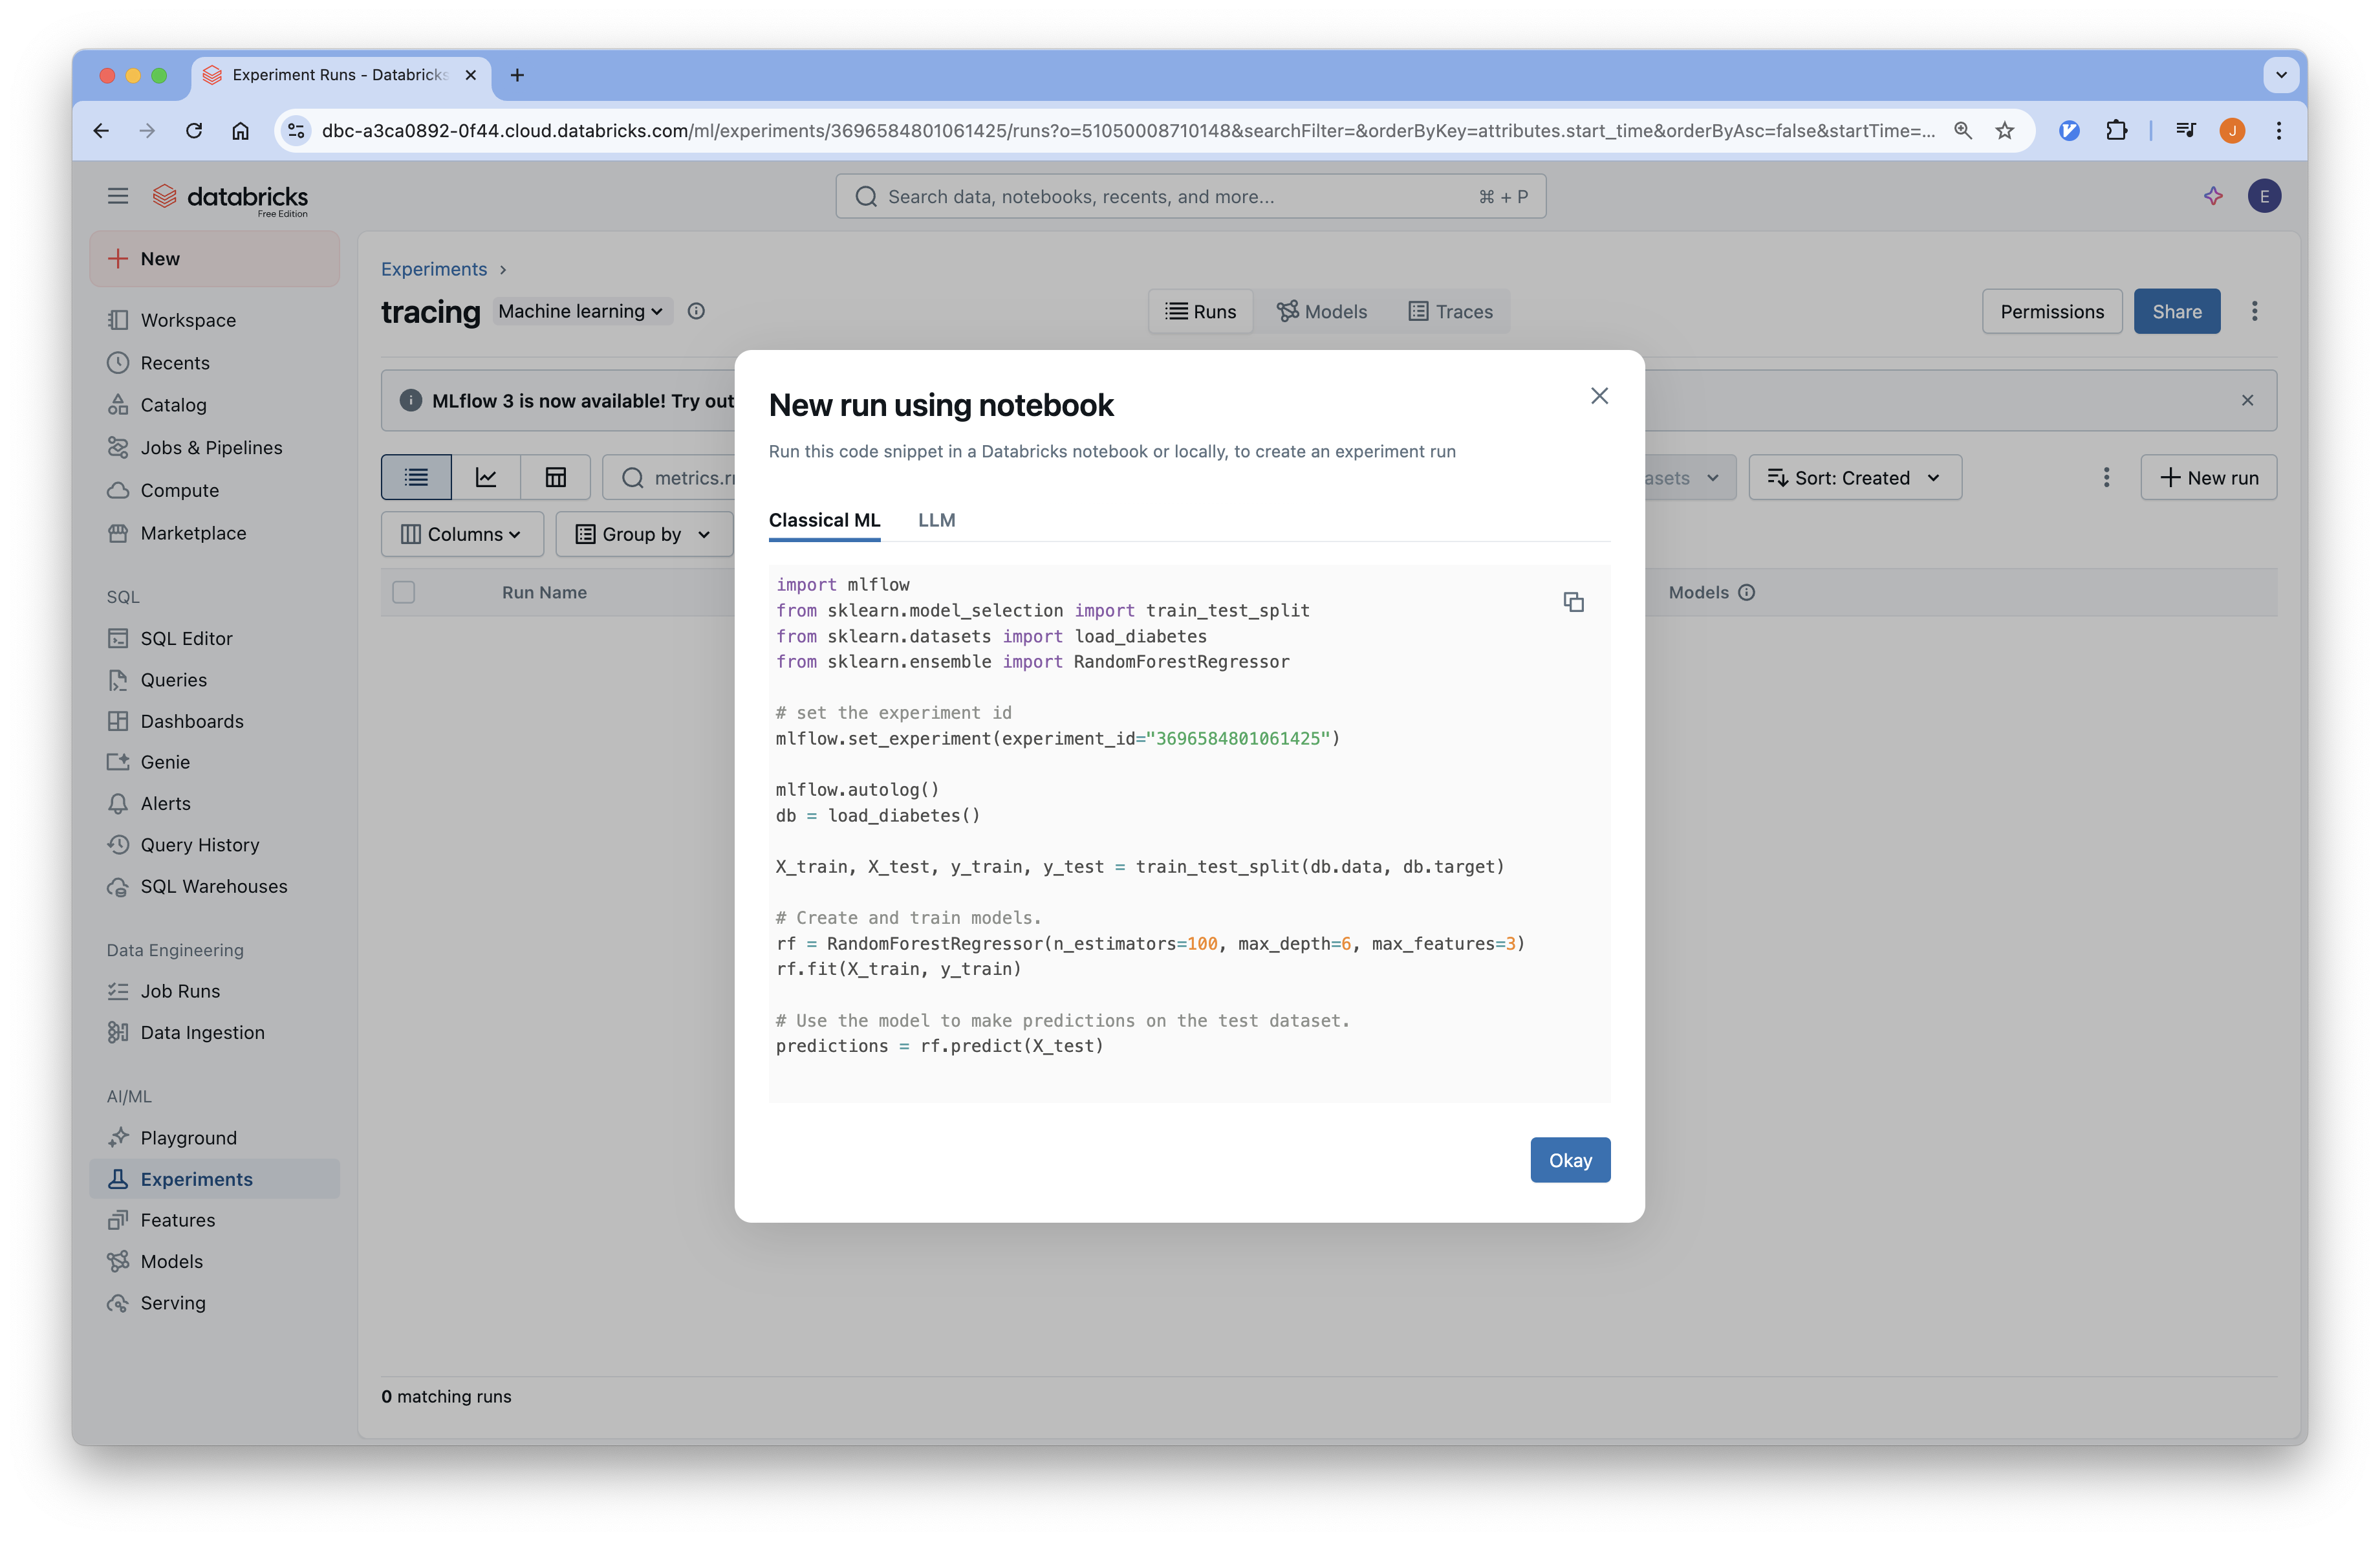 Experiment Runs - Databricks
dbc-a3ca0892-0f44.cloud.databricks.com/ml/experiments/3696584801061425/runs?o=51050008710148&searchFilter=&orderByKey=attributes.start_time&orderByAsc=false&startTime=...
J
databricks
Free Edition
Search data, notebooks, recents, and more...
⌘ + P
E
New
Workspace
Recents
Catalog
Jobs & Pipelines
Compute
Marketplace
SQL
SQL Editor
Queries
Dashboards
Genie
Alerts
Query History
SQL Warehouses
Data Engineering
Job Runs
Data Ingestion
AI/ML
Playground
Experiments
Features
Models
Serving
Experiments >
tracing Machine learning
Runs Models Traces
Permissions Share
MLflow 3 is now available! Try out
Sort: Created
New run
Columns Group by
Run Name
Models
New run using notebook
Run this code snippet in a Databricks notebook or locally, to create an experiment run
Classical ML LLM
import mlflow
from sklearn.model_selection import train_test_split
from sklearn.datasets import load_diabetes
from sklearn.ensemble import RandomForestRegressor
# set the experiment id
mlflow.set_experiment(experiment_id="3696584801061425")
mlflow.autolog()
db = load_diabetes()
X_train, X_test, y_train, y_test = train_test_split(db.data, db.target)
# Create and train models.
rf = RandomForestRegressor(n_estimators=100, max_depth=6, max_features=3)
rf.fit(X_train, y_train)
# Use the model to make predictions on the test dataset.
predictions = rf.predict(X_test)
Okay
0 matching runs